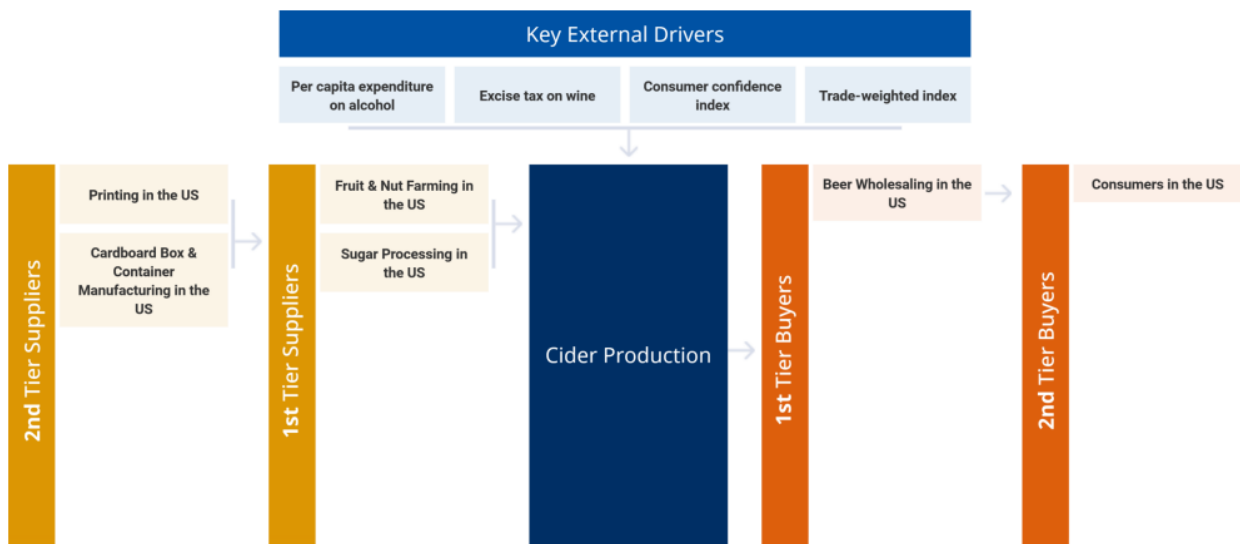 Key External Drivers
Per capita expenditure
on alcohol
Excise tax on wine
Consumer confidence
index
Trade-weighted index
2nd Tier Suppliers
Printing in the US
Cardboard Box &
Container
Manufacturing in the
US
1st Tier Suppliers
Fruit & Nut Farming in
the US
Sugar Processing in
the US
Cider Production
1st Tier Buyers
Beer Wholesaling in the
US
2nd Tier Buyers
Consumers in the US